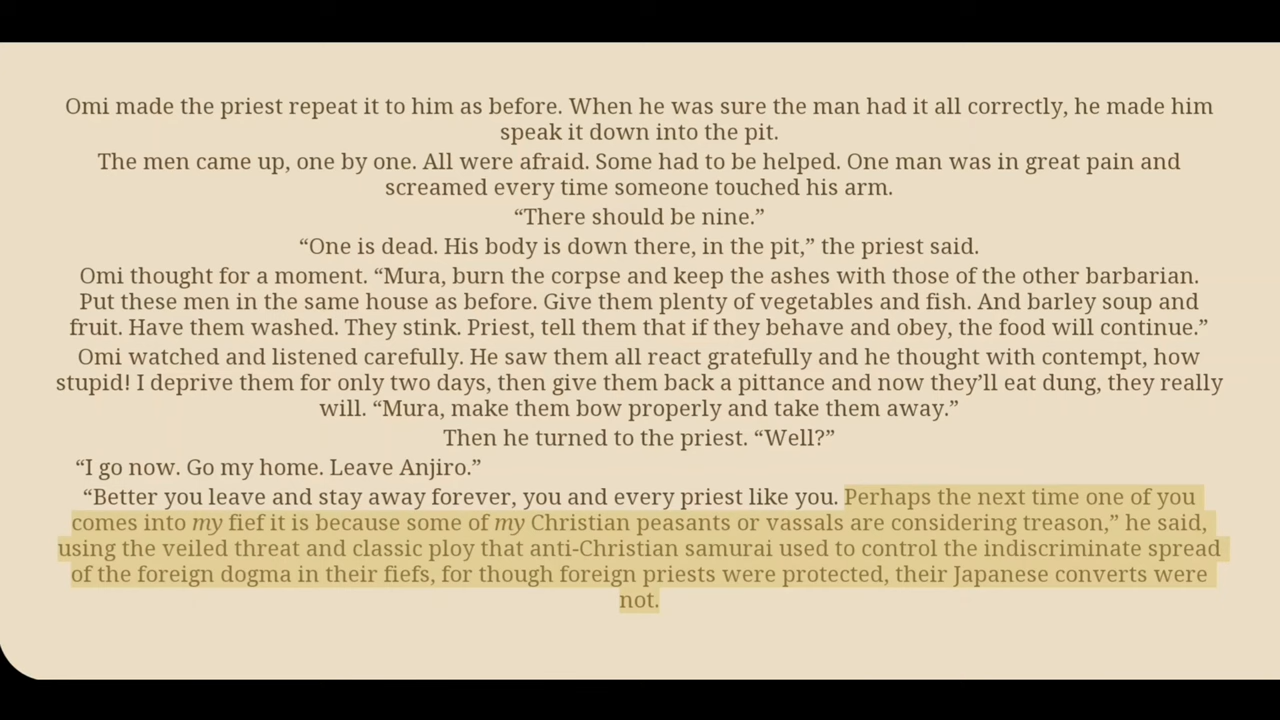 Omi made the priest repeat it to him as before. When he was sure the man had it all correctly, he made him
speak it down into the pit.
The men came up, one by one. All were afraid. Some had to be helped. One man was in great pain and
screamed every time someone touched his arm.
“There should be nine.”
“One is dead. His body is down there, in the pit,” the priest said.
Omi thought for a moment. “Mura, burn the corpse and keep the ashes with those of the other barbarian.
Put these men in the same house as before. Give them plenty of vegetables and fish. And barley soup and
fruit. Have them washed. They stink. Priest, tell them that if they behave and obey, the food will continue.”
Omi watched and listened carefully. He saw them all react gratefully and he thought with contempt, how
stupid! I deprive them for only two days, then give them back a pittance and now they’ll eat dung, they really
will. “Mura, make them bow properly and take them away.”
Then he turned to the priest. “Well?”
“I go now. Go my home. Leave Anjiro.”
“Better you leave and stay away forever, you and every priest like you. Perhaps the next time one of you
comes into my fief it is because some of my Christian peasants or vassals are considering treason,” he said,
using the veiled threat and classic ploy that anti-Christian samurai used to control the indiscriminate spread
of the foreign dogma in their fiefs, for though foreign priests were protected, their Japanese converts were
not.